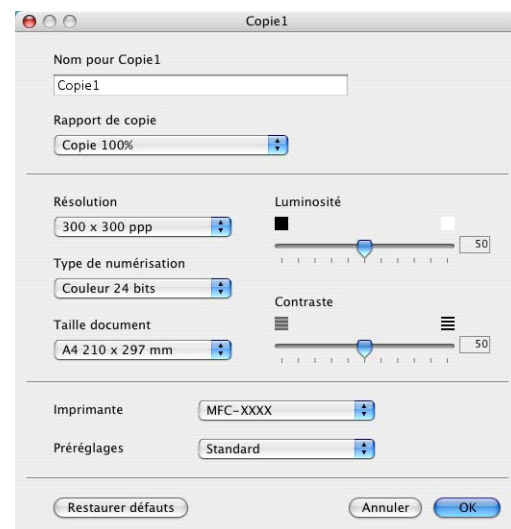 Copie1
Nom pour Copie1
Copie1
Rapport de copie
Copie 100%
Résolution
300 x 300 ppp
Type de numérisation
Couleur 24 bits
Taille document
A4 210 x 297 mm
Luminosité
50
Contraste
50
Imprimante MFC-XXXX
Préréglages Standard
Restaurer défauts Annuler OK